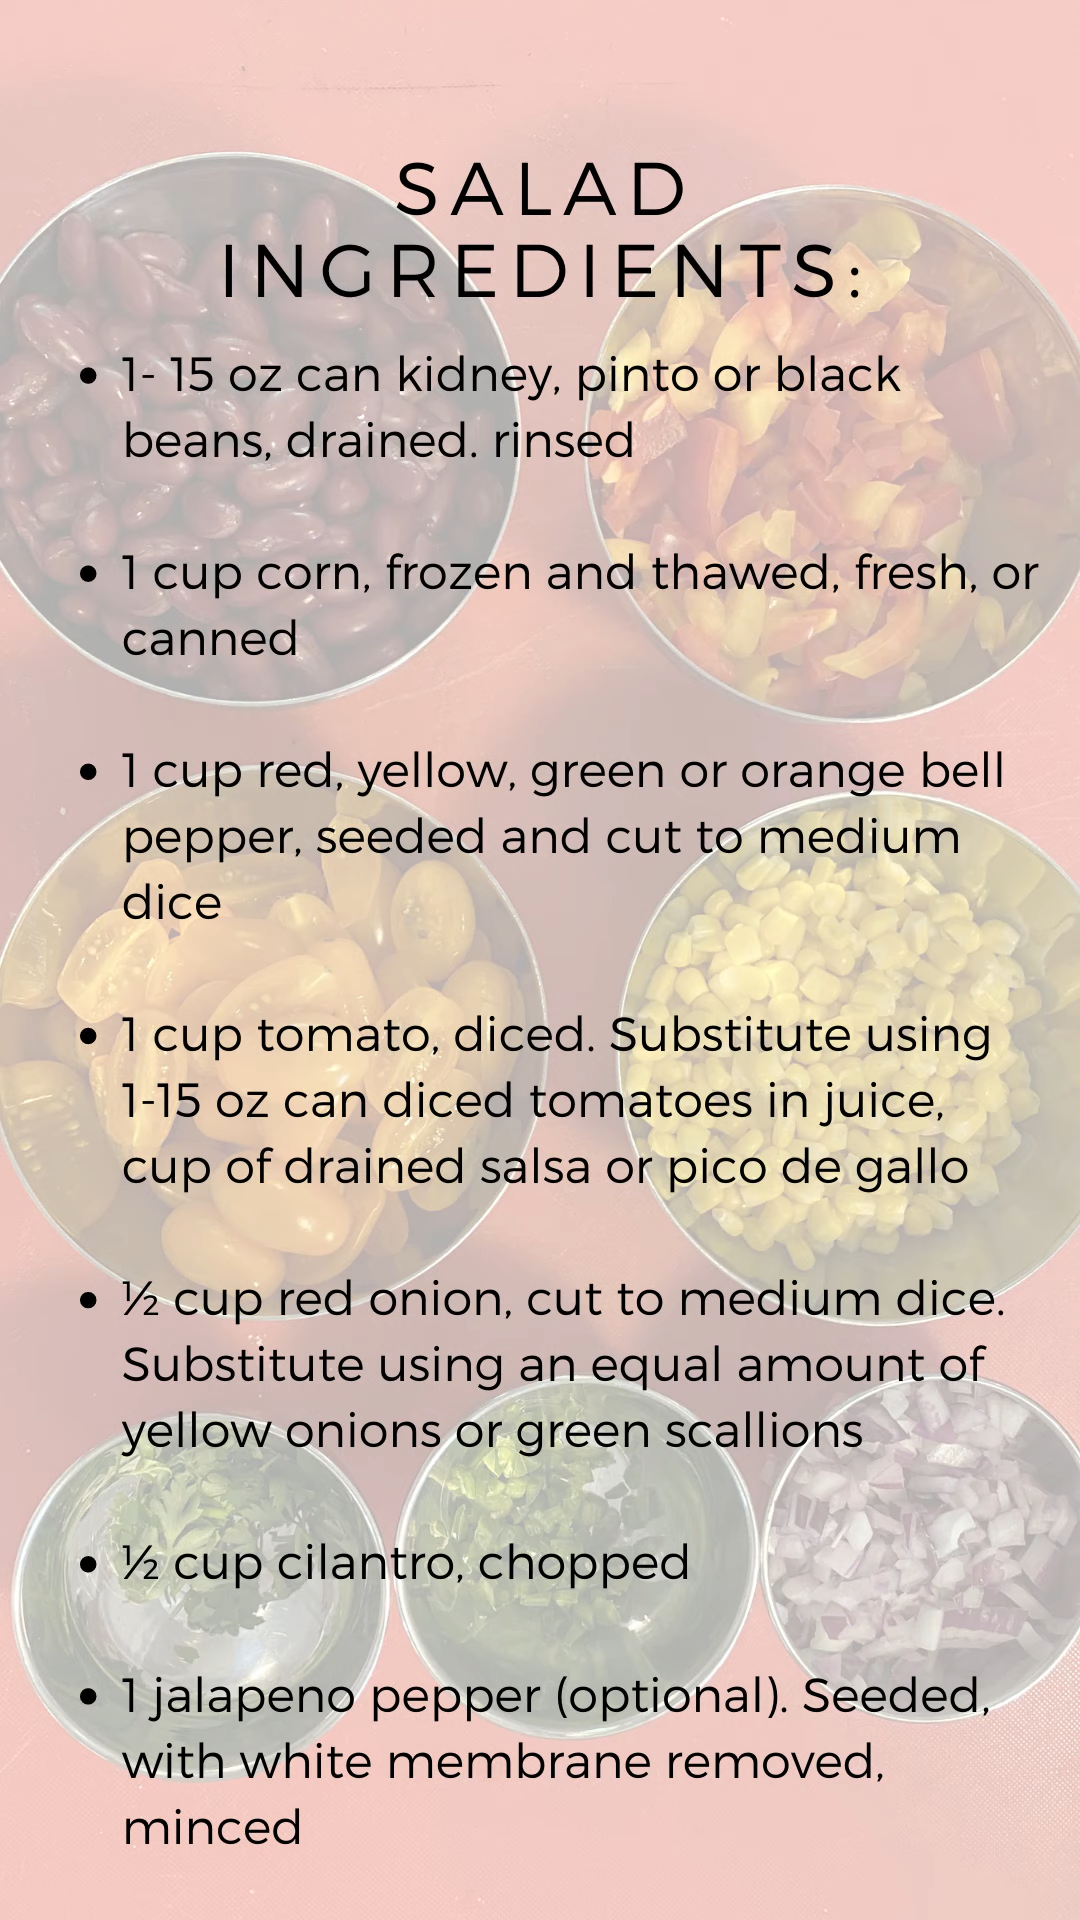 SALAD
INGREDIENTS:
• 1- 15 oz can kidney, pinto or black
beans, drained. rinsed
• 1 cup corn, frozen and thawed, fresh, or
canned
• 1 cup red, yellow, green or orange bell
pepper, seeded and cut to medium
dice
• 1 cup tomato, diced. Substitute using
1-15 oz can diced tomatoes in juice,
cup of drained salsa or pico de gallo
• ½ cup red onion, cut to medium dice.
Substitute using an equal amount of
yellow onions or green scallions
• ½ cup cilantro, chopped
• 1 jalapeno pepper (optional). Seeded,
with white membrane removed,
minced